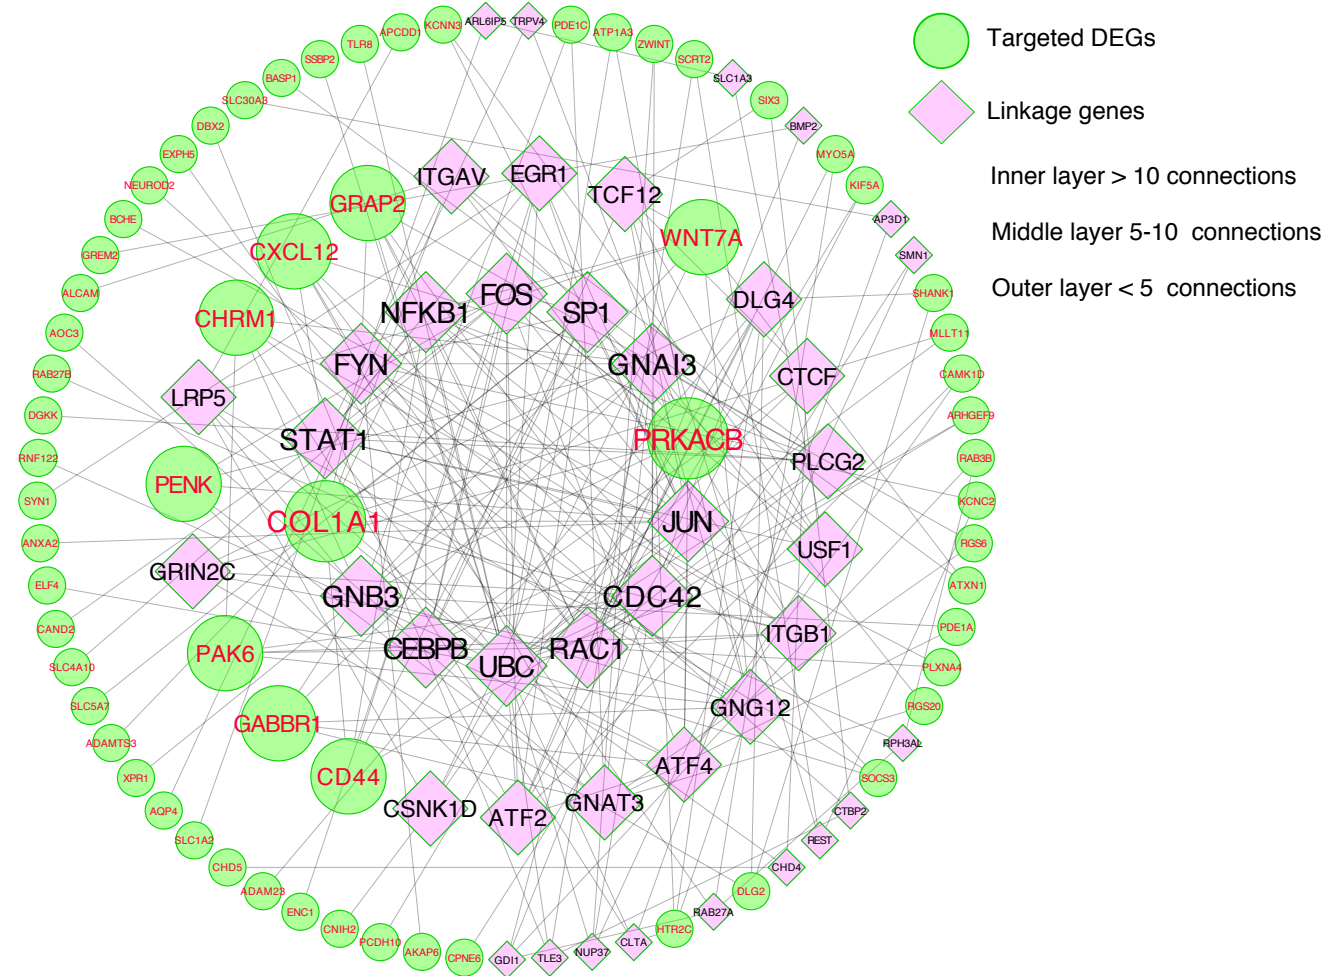 Targeted DEGs
Linkage genes
Inner layer > 10 connections
Middle layer 5-10 connections
Outer layer < 5 connections
KCNN3
ARL6IP5
TRPV4
PDE1C
ATP1A3
ZWINT
SCRT2
SLC1A3
SIX3
BMP2
MYO5A
KIF5A
AP3D1
SMN1
SHANK1
MLLT11
CAMK1D
ARHGEF9
RAB3B
KCNC2
RGS6
ATXN1
PDE1A
PLXNA4
RGS20
RPH3AL
SOCS3
CTBP2
REST
CHD4
DLG2
RAB27A
HTR2C
CLTA
NUP37
TLE3
GDI1
CPNE6
AKAP6
PCDH10
CNIH2
ENC1
ADAM23
CHD5
SLC1A2
AQP4
XPR1
ADAMTS3
SLC5A7
SLC4A10
CAND2
ELF4
ANXA2
SYN1
RNF122
DGKK
RAB27B
AOC3
ALCAM
GREM2
BCHE
NEUROD2
EXPH5
DBX2
SLC30A3
BASP1
SSBP2
TLR8
APCDD1
ITGAV
EGR1
TCF12
WNT7A
DLG4
CTCF
PLCG2
USF1
ITGB1
GNG12
ATF4
GNAT3
ATF2
CSNK1D
CD44
GABBR1
PAK6
GRIN2C
PENK
LRP5
CHRM1
CXCL12
GRAP2
NFKB1
FOS
SP1
GNAI3
PRKACB
JUN
CDC42
RAC1
UBC
CEBPB
GNB3
COL1A1
STAT1
FYN